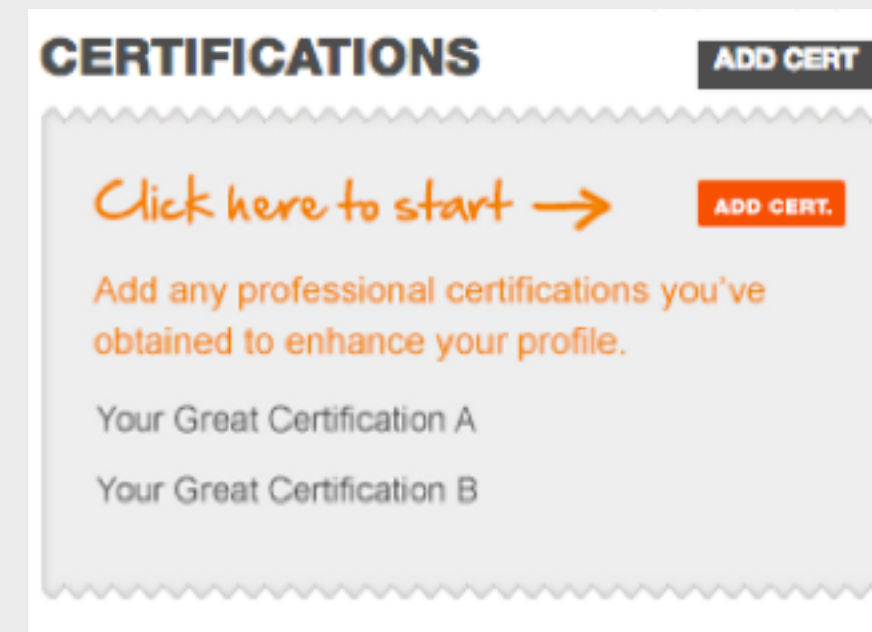 CERTIFICATIONS
ADD CERT
Click here to start →
ADD CERT.
Add any professional certifications you've
obtained to enhance your profile.
Your Great Certification A
Your Great Certification B